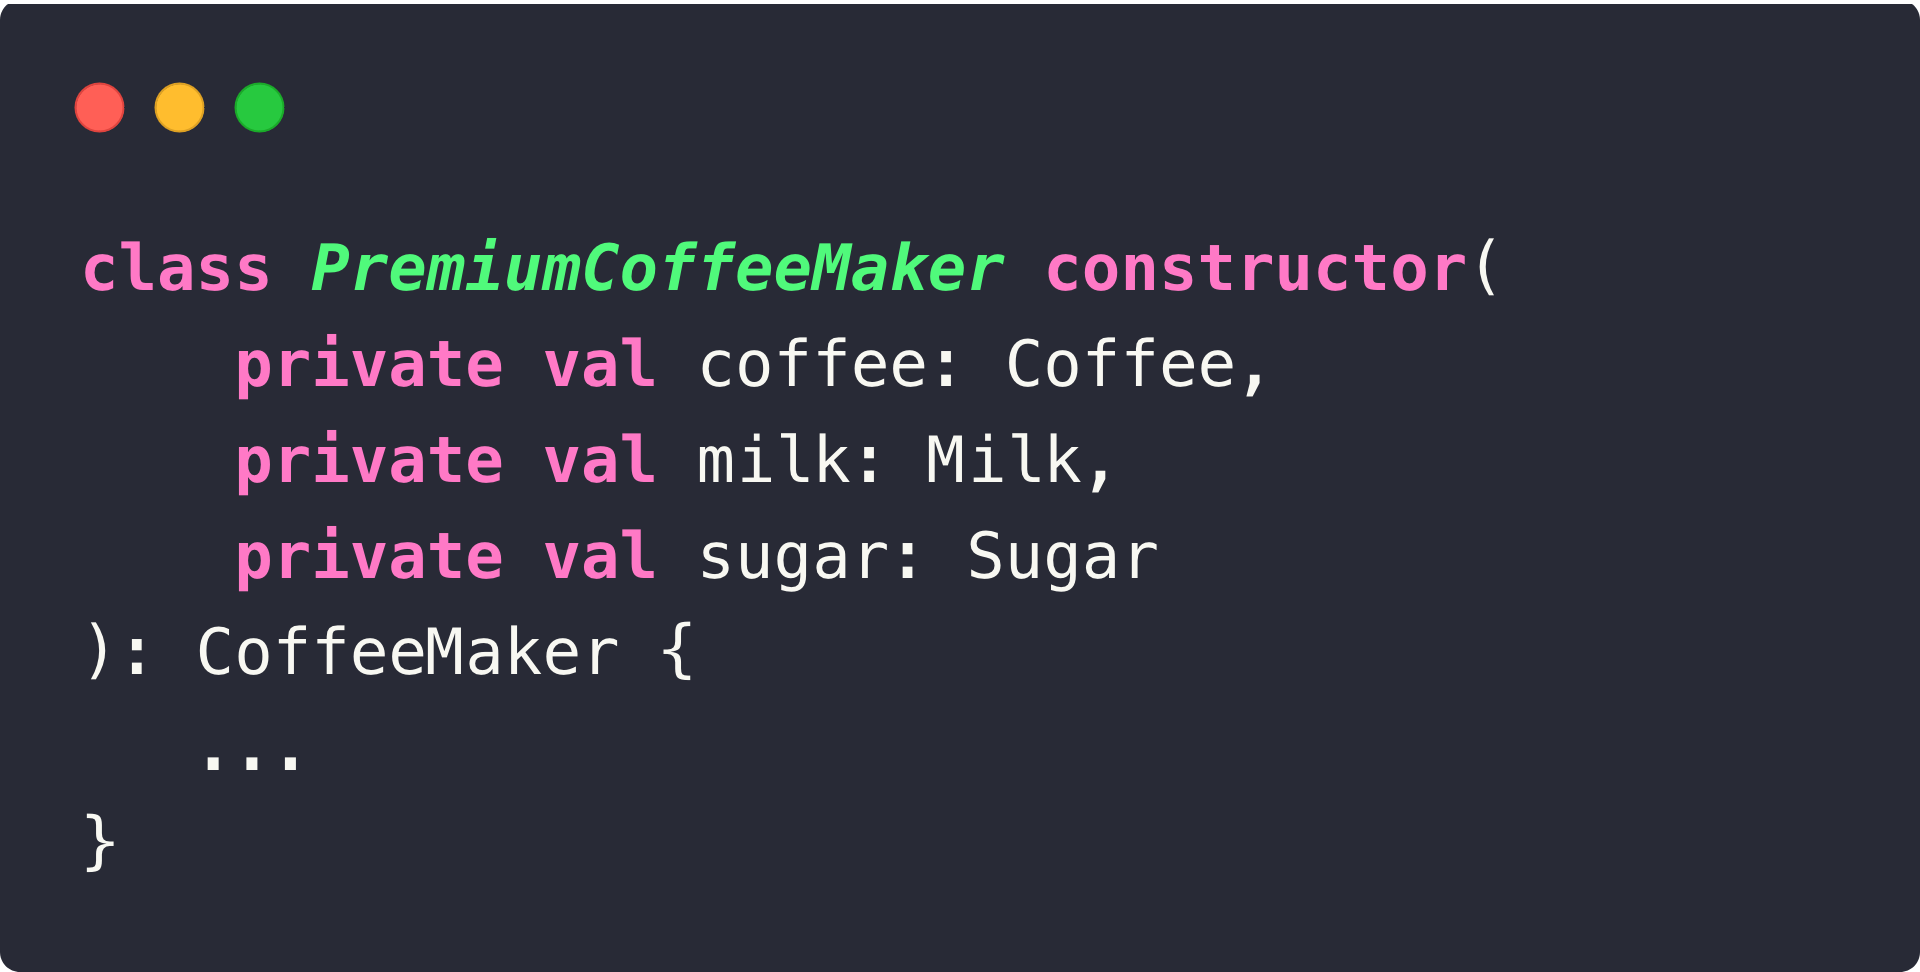 class PremiumCoffeeMaker constructor(
    private val coffee: Coffee,
    private val milk: Milk,
    private val sugar: Sugar
): CoffeeMaker {
   ...
}